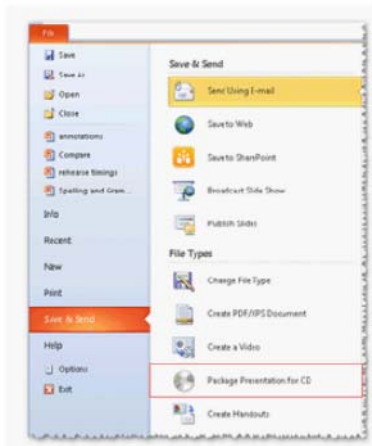 File
Save
Save As
Open
Close
annotations
Compare
rehearse timings
Spelling and Gram...
Info
Recent
New
Print
Save & Send
Help
Options
Exit
Save & Send
Send Using E-mail
Save to Web
Save to SharePoint
Broadcast Slide Show
Publish Slides
File Types
Change File Type
Create PDF/XPS Document
Create a Video
Package Presentation for CD
Create Handouts